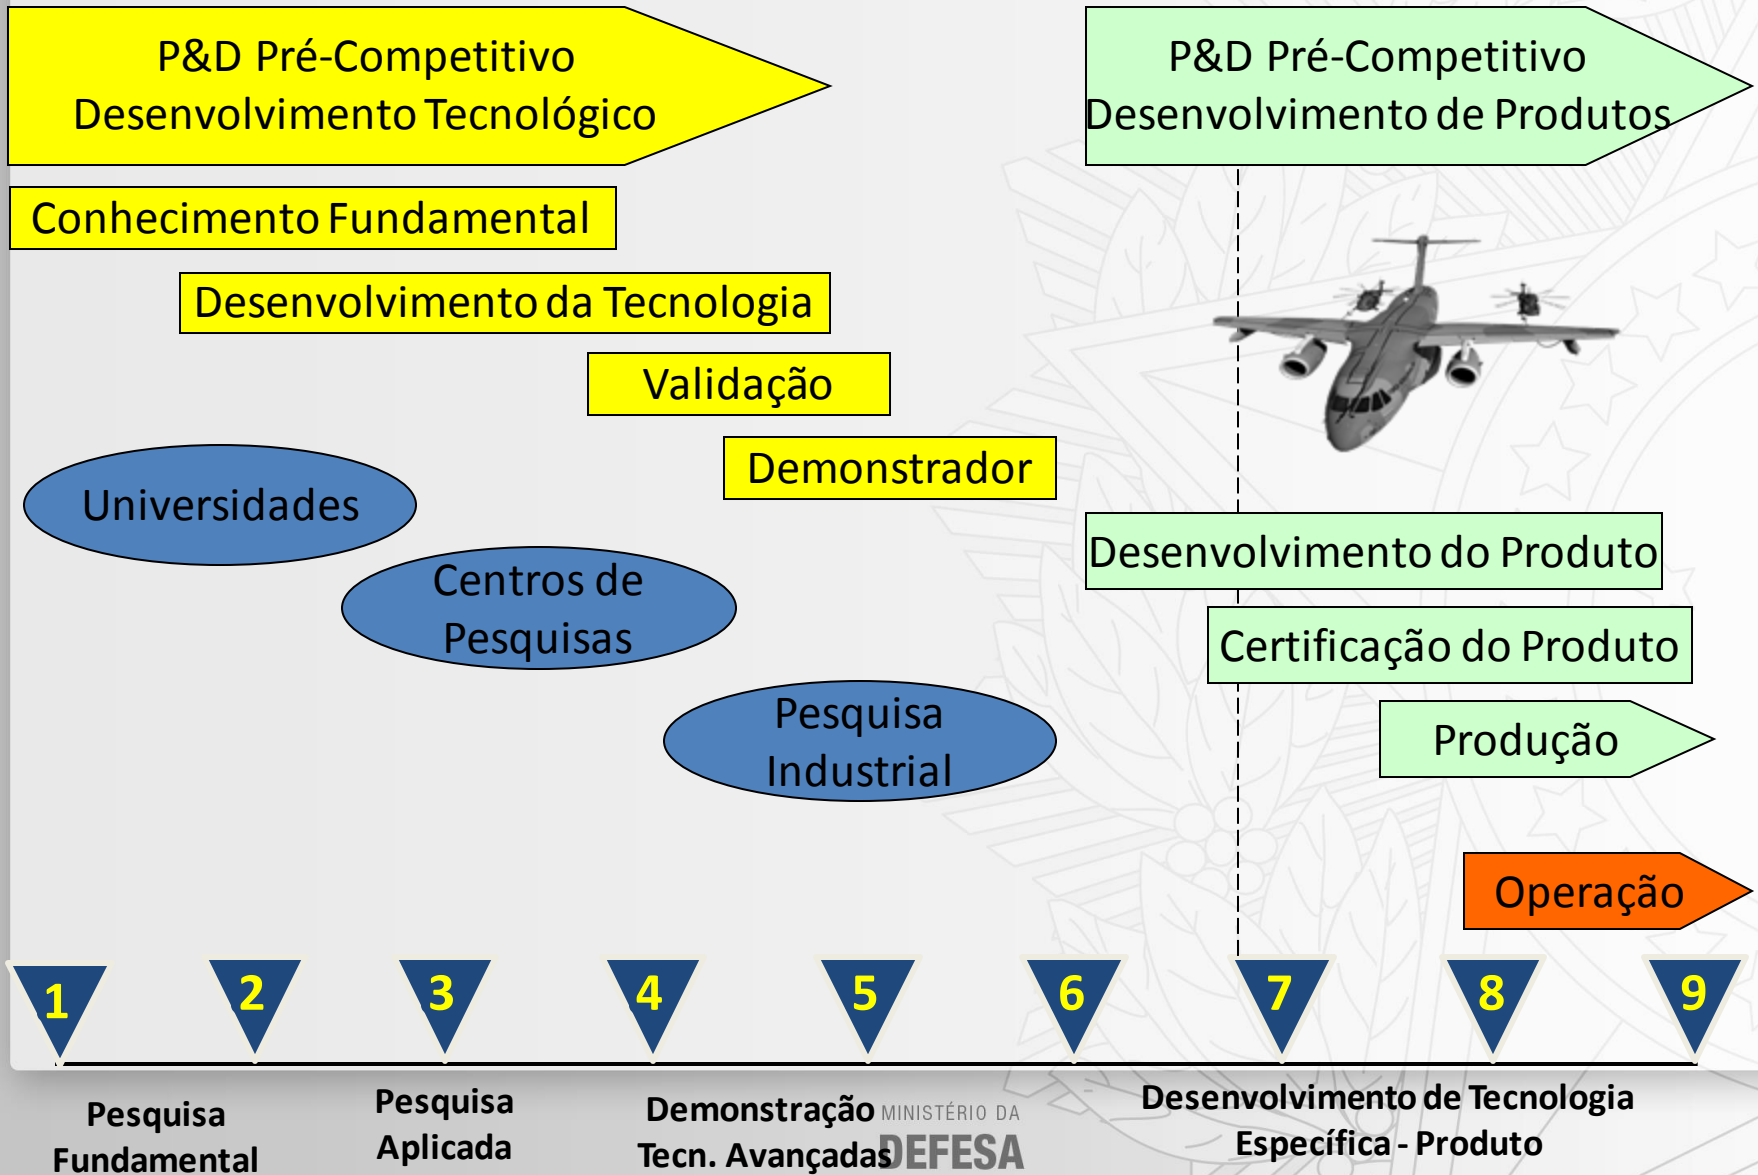 P&D Pré-Competitivo
Desenvolvimento Tecnológico
P&D Pré-Competitivo
Desenvolvimento de Produtos
Conhecimento Fundamental
Desenvolvimento da Tecnologia
Validação
Demonstrador
Universidades
Centros de
Pesquisas
Pesquisa
Industrial
Desenvolvimento do Produto
Certificação do Produto
Produção
Operação
1 2 3 4 5 6 7 8 9
Pesquisa
Fundamental
Pesquisa
Aplicada
Demonstração
Tecn. Avançadas
MINISTÉRIO DA
DEFESA
Desenvolvimento de Tecnologia
Específica - Produto